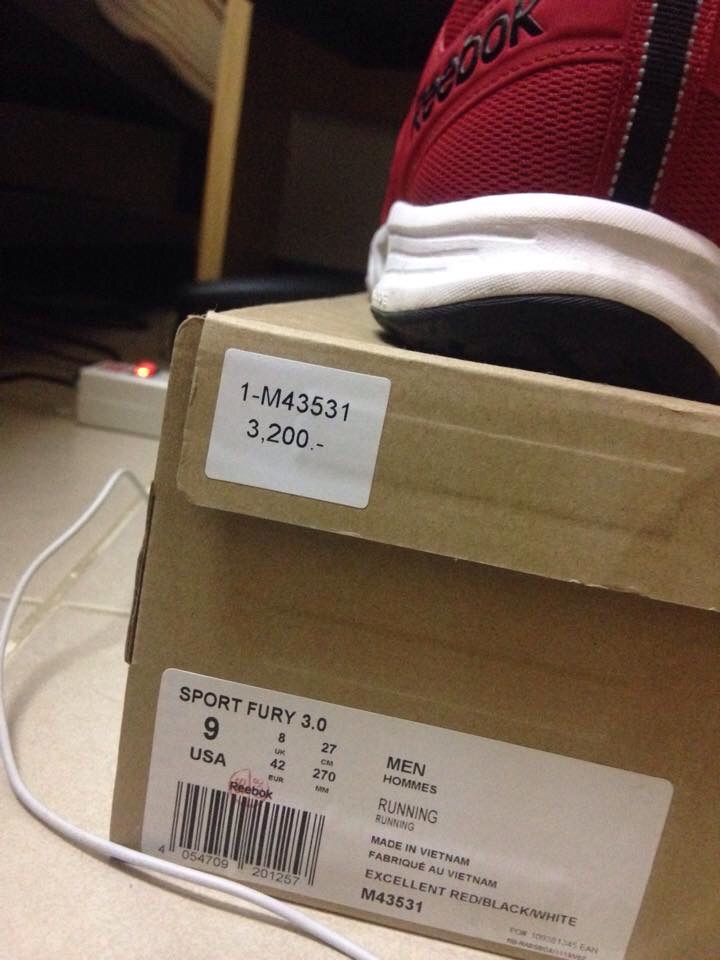 Reebok
1-M43531
3,200.-
SPORT FURY 3.0
9 8 27
UK CM
USA 42 270
EUR MM
Reebok
MEN
HOMMES
RUNNING
RUNNING
MADE IN VIETNAM
FABRIQUÉ AU VIETNAM
EXCELLENT RED/BLACK/WHITE
M43531
4 054709 201257